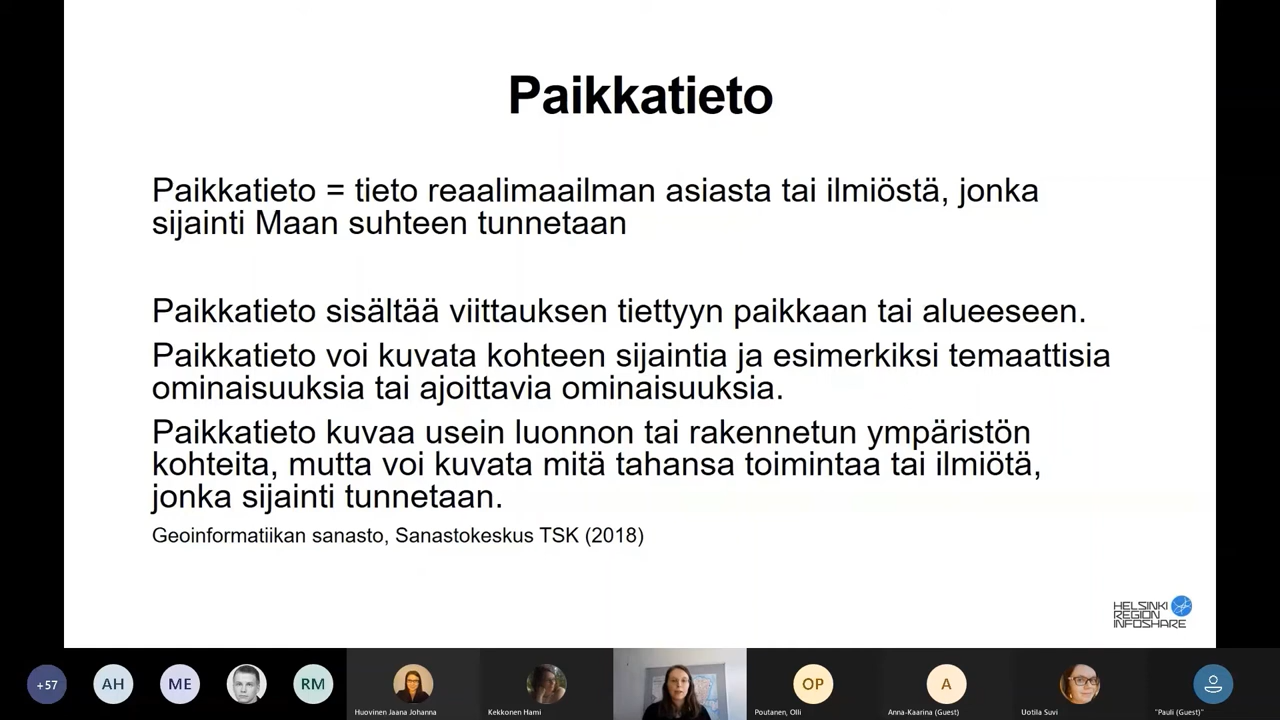 Paikkatieto
Paikkatieto = tieto reaalimaailman asiasta tai ilmiöstä, jonka
sijainti Maan suhteen tunnetaan
Paikkatieto sisältää viittauksen tiettyyn paikkaan tai alueeseen.
Paikkatieto voi kuvata kohteen sijaintia ja esimerkiksi temaattisia
ominaisuuksia tai ajoittavia ominaisuuksia.
Paikkatieto kuvaa usein luonnon tai rakennetun ympäristön
kohteita, mutta voi kuvata mitä tahansa toimintaa tai ilmiötä,
jonka sijainti tunnetaan.
Geoinformatiikan sanasto, Sanastokeskus TSK (2018)
HELSINKI
REGION
INFOSHARE
+57 AH ME RM OP A
Huovinen Jaana Johanna Kekkonen Hami Poutanen, Olli Anna-Kaarina (Guest) Uotila Suvi "Pauli (Guest)"